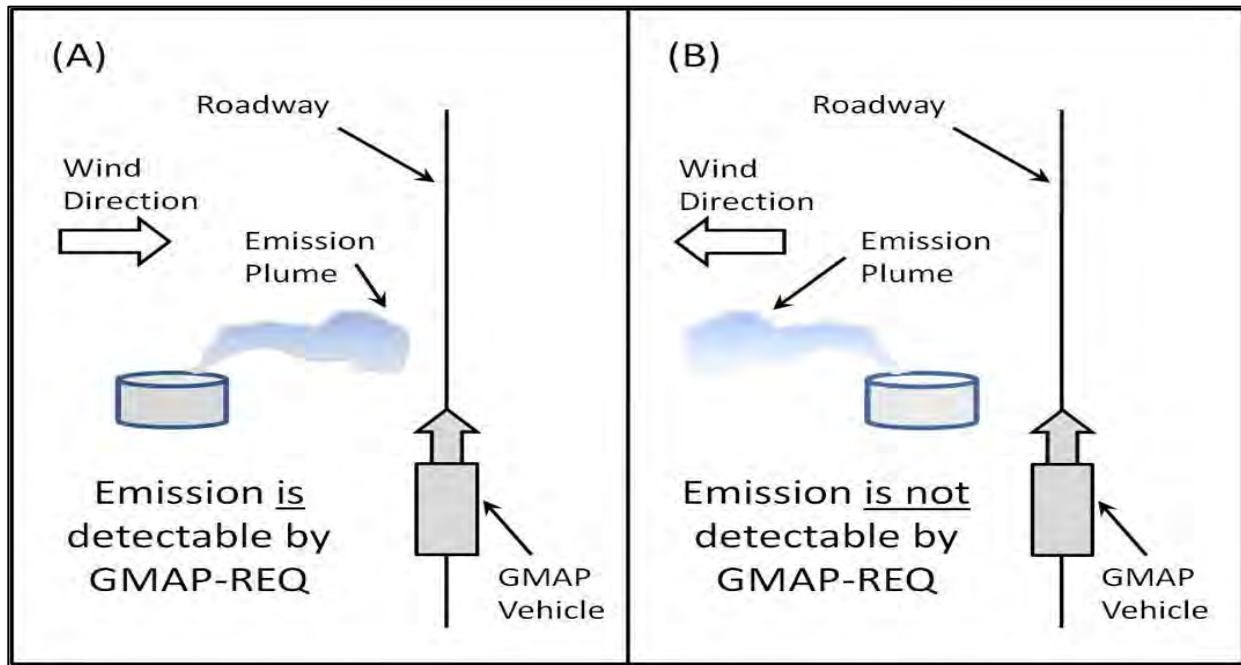 (A)
Roadway
Wind
Direction
Emission
Plume
Emission is
detectable by
GMAP-REQ
GMAP
Vehicle
(B)
Roadway
Wind
Direction
Emission
Plume
Emission is not
detectable by
GMAP-REQ
GMAP
Vehicle